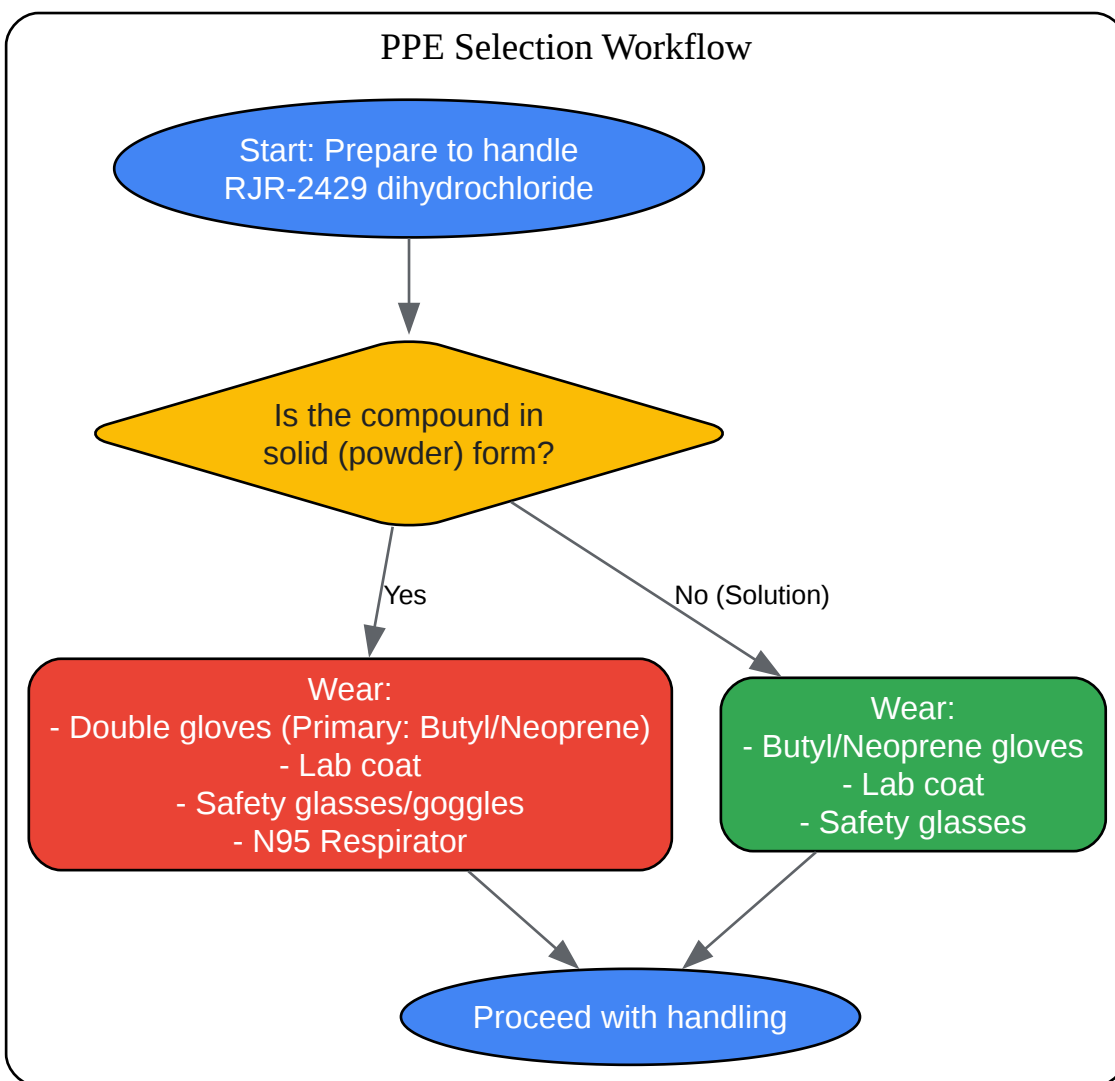 PPE Selection Workflow
Start: Prepare to handle
RJR-2429 dihydrochloride
Is the compound in
solid (powder) form?
Yes
No (Solution)
Wear:
- Double gloves (Primary: Butyl/Neoprene)
- Lab coat
- Safety glasses/goggles
- N95 Respirator
Wear:
- Butyl/Neoprene gloves
- Lab coat
- Safety glasses
Proceed with handling